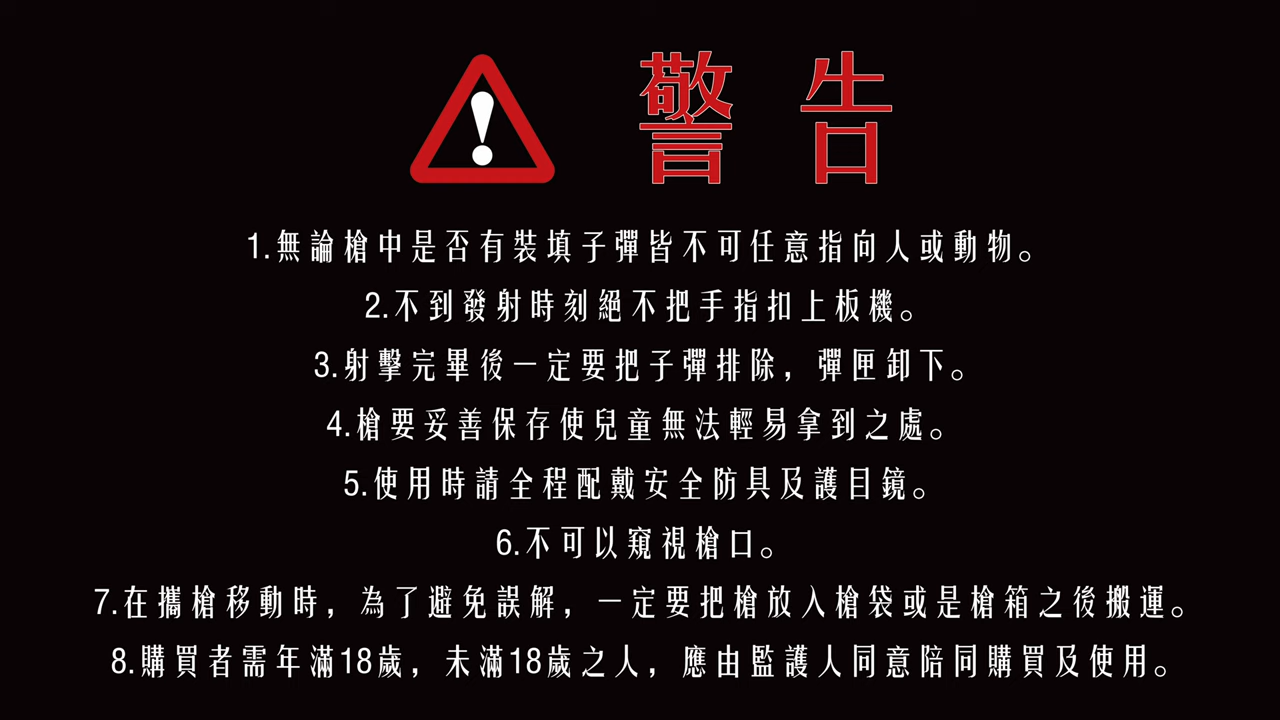 警告
1.無論槍中是否有裝填子彈皆不可任意指向人或動物。
2.不到發射時刻絕不把手指扣上板機。
3.射擊完畢後一定要把子彈排除，彈匣卸下。
4.槍要妥善保存使兒童無法輕易拿到之處。
5.使用時請全程配戴安全防具及護目鏡。
6.不可以窺視槍口。
7.在攜槍移動時，為了避免誤解，一定要把槍放入槍袋或是槍箱之後搬運。
8.購買者需年滿18歲，未滿18歲之人，應由監護人同意陪同購買及使用。